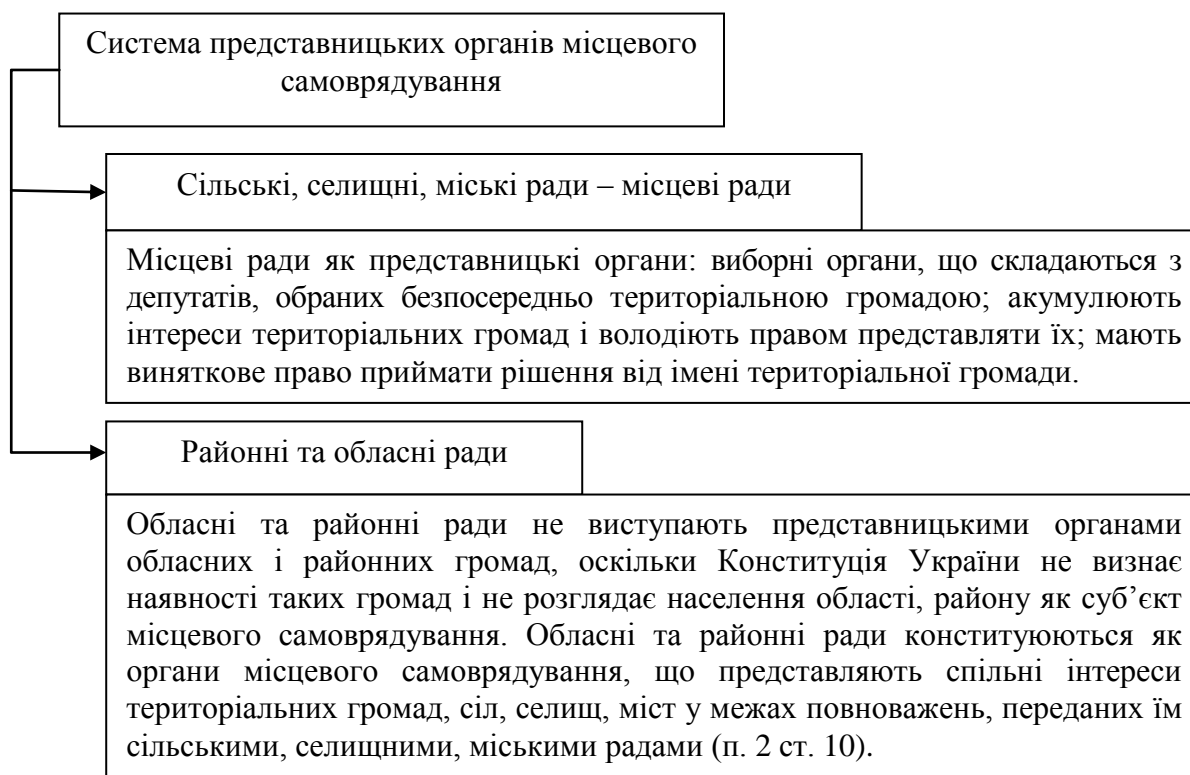 Система представницьких органів місцевого
самоврядування
Сільські, селищні, міські ради – місцеві ради
Місцеві ради як представницькі органи: виборні органи, що складаються з
депутатів, обраних безпосередньо територіальною громадою; акумулюють
інтереси територіальних громад і володіють правом представляти їх; мають
виняткове право приймати рішення від імені територіальної громади.
Районні та обласні ради
Обласні та районні ради не виступають представницькими органами
обласних і районних громад, оскільки Конституція України не визнає
наявності таких громад і не розглядає населення області, району як суб’єкт
місцевого самоврядування. Обласні та районні ради конституюються як
органи місцевого самоврядування, що представляють спільні інтереси
територіальних громад, сіл, селищ, міст у межах повноважень, переданих їм
сільськими, селищними, міськими радами (п. 2 ст. 10).